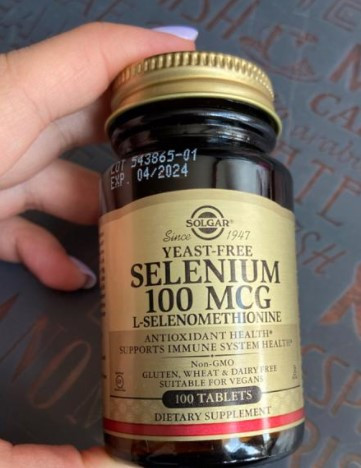 LOT 543865-01
EXP. 04/2024
SOLGAR®
Since 1947
YEAST-FREE
SELENIUM
100 MCG
L-SELENOMETHIONINE
ANTIOXIDANT HEALTH*
SUPPORTS IMMUNE SYSTEM HEALTH*
NON-GMO
GLUTEN, WHEAT & DAIRY FREE
SUITABLE FOR VEGANS
100 TABLETS
DIETARY SUPPLEMENT